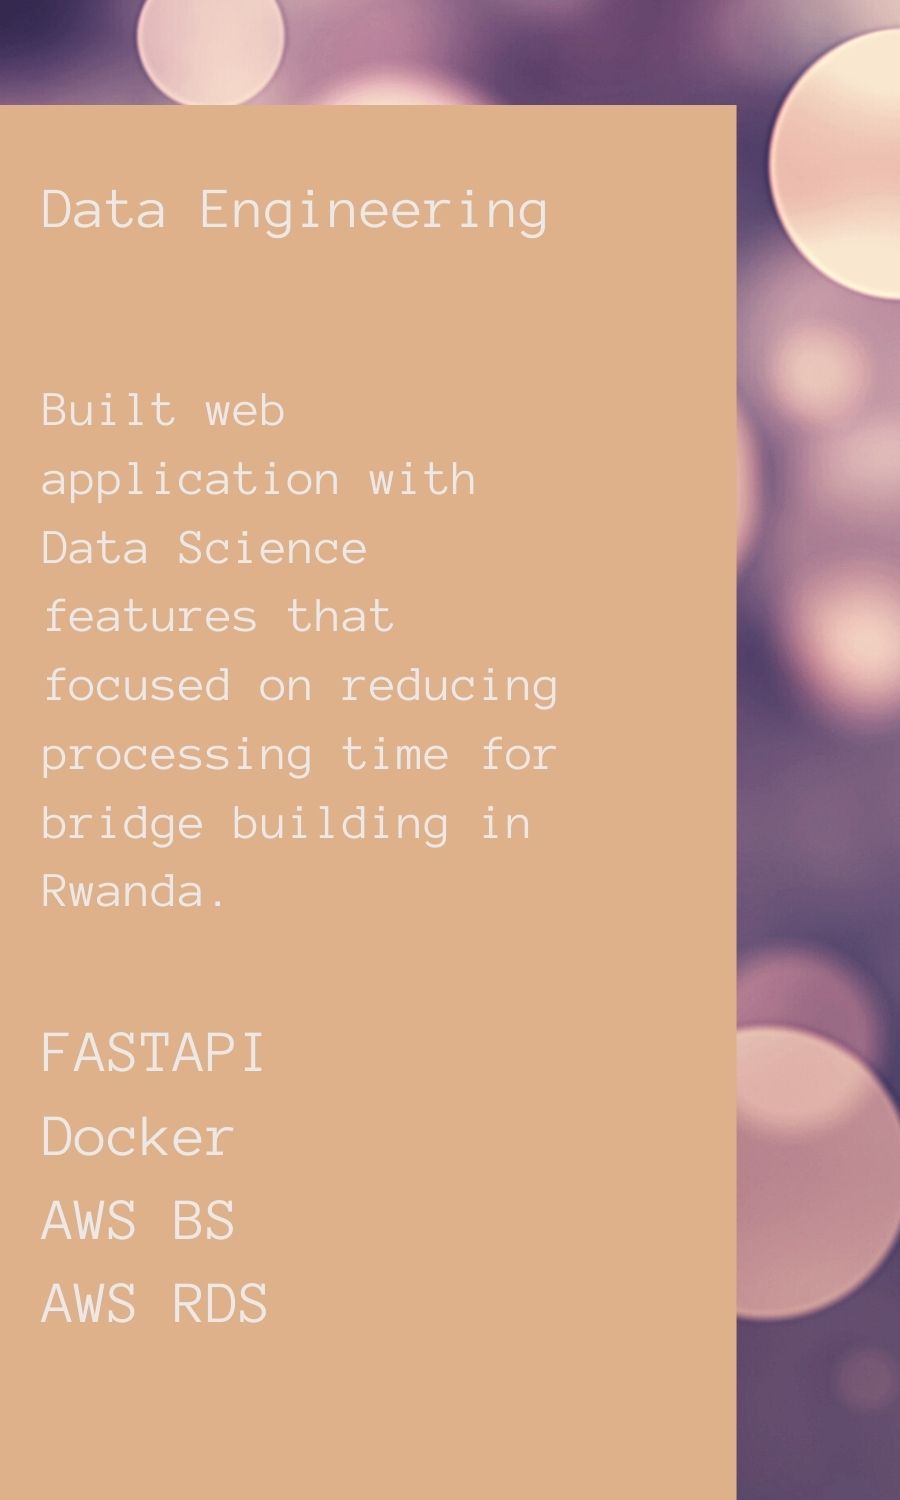 Data Engineering
Built web
application with
Data Science
features that
focused on reducing
processing time for
bridge building in
Rwanda.
FASTAPI
Docker
AWS BS
AWS RDS